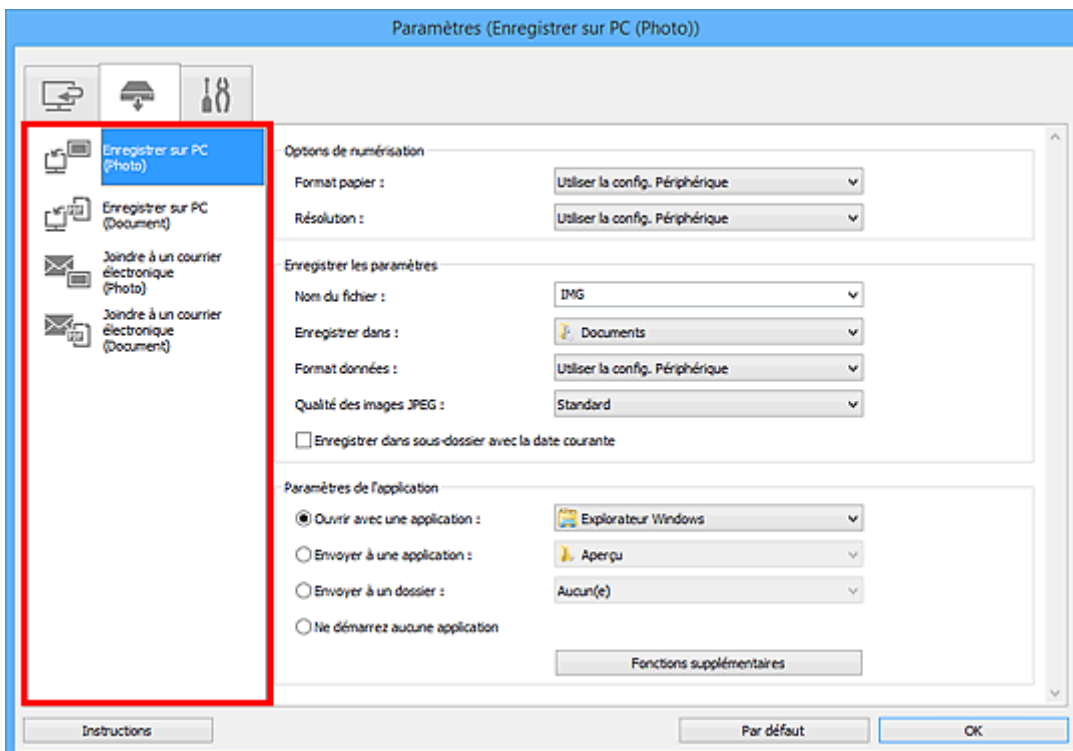 Paramètres (Enregistrer sur PC (Photo))
Enregistrer sur PC
(Photo)
Enregistrer sur PC
(Document)
Joindre à un courrier
électronique
(Photo)
Joindre à un courrier
électronique
(Document)
Options de numérisation
Format papier : Utiliser la config. Périphérique
Résolution : Utiliser la config. Périphérique
Enregistrer les paramètres
Nom du fichier : IMG
Enregistrer dans : Documents
Format données : Utiliser la config. Périphérique
Qualité des images JPEG : Standard
Enregistrer dans sous-dossier avec la date courante
Paramètres de l'application
Ouvrir avec une application : Explorateur Windows
Envoyer à une application : Aperçu
Envoyer à un dossier : Aucun(e)
Ne démarrez aucune application
Fonctions supplémentaires
Instructions Par défaut OK